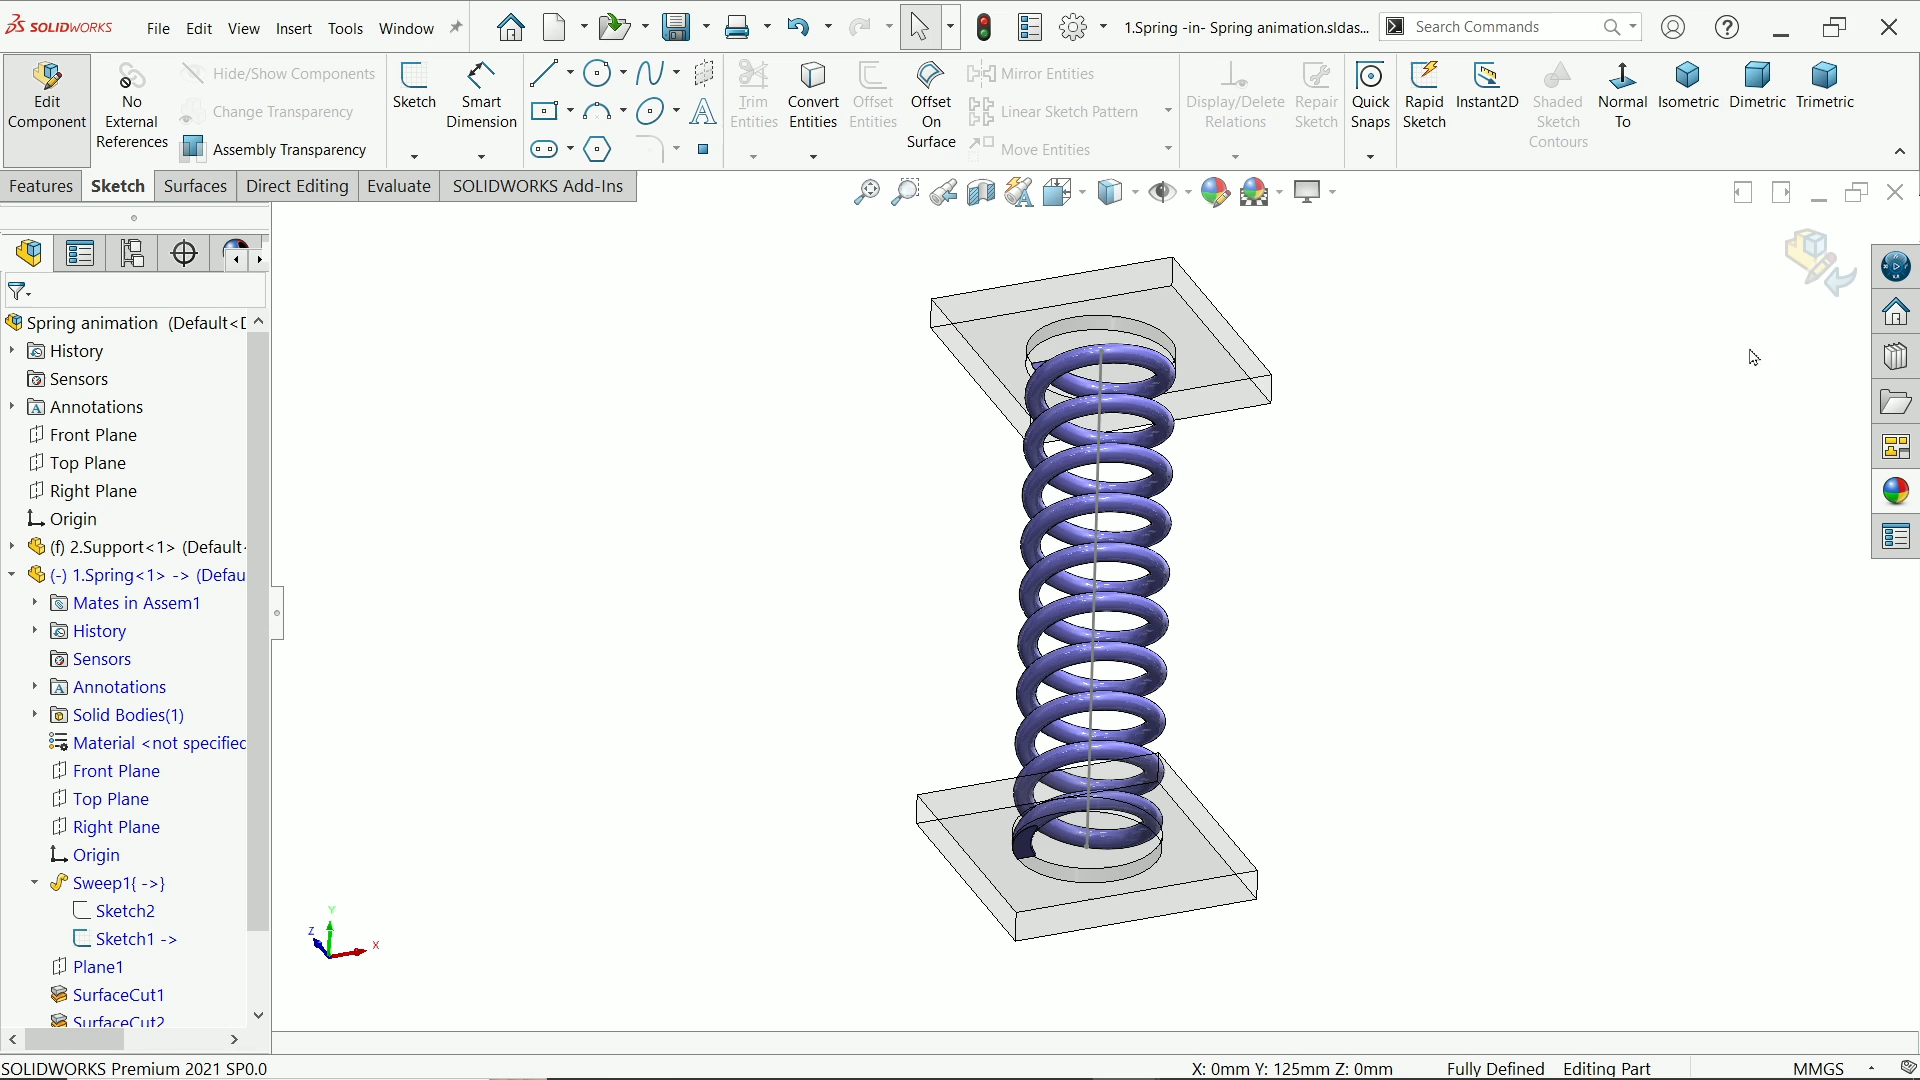 SOLIDWORKS File Edit View Insert Tools Window 1.Spring -in- Spring animation.sldas... Search Commands
Edit Component
No External References
Hide/Show Components
Change Transparency
Assembly Transparency
Sketch
Smart Dimension
Trim Entities
Convert Entities
Offset Entities
Offset On Surface
Mirror Entities
Linear Sketch Pattern
Move Entities
Display/Delete Relations
Repair Sketch
Quick Snaps
Rapid Sketch
Instant2D
Shaded Sketch Contours
Normal To
Isometric
Dimetric
Trimetric
Features Sketch Surfaces Direct Editing Evaluate SOLIDWORKS Add-Ins
Spring animation (Default<D
History
Sensors
Annotations
Front Plane
Top Plane
Right Plane
Origin
(f) 2.Support<1> (Default
(-) 1.Spring<1> -> (Defau
Mates in Assem1
History
Sensors
Annotations
Solid Bodies(1)
Material <not specified
Front Plane
Top Plane
Right Plane
Origin
Sweep1{ ->}
Sketch2
Sketch1 ->
Plane1
SurfaceCut1
SurfaceCut2
Y
Z
X
SOLIDWORKS Premium 2021 SP0.0 X: 0mm Y: 125mm Z: 0mm Fully Defined Editing Part MMGS